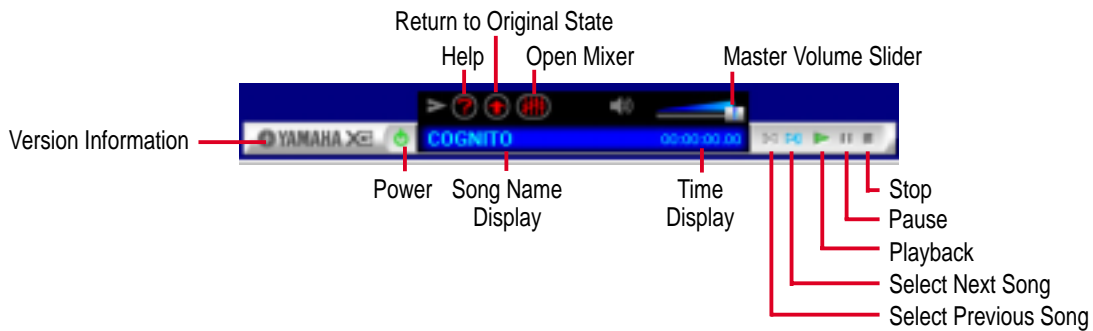 Return to Original State
Help
Open Mixer
Master Volume Slider
Version Information
YAMAHA XG
COGNITO
00:00:00.00
Power
Song Name
Display
Time
Display
Stop
Pause
Playback
Select Next Song
Select Previous Song